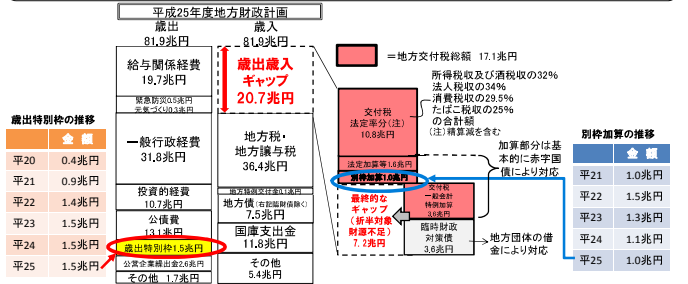 平成25年度地方財政計画
歳出
81.9兆円
歳入
81.9兆円
給与関係経費
19.7兆円
緊急防災0.5兆円
元気づくり0.3兆円
一般行政経費
31.8兆円
投資的経費
10.7兆円
公債費
13.1兆円
歳出特別枠1.5兆円
公営企業繰出金2.6兆円
その他 1.7兆円
歳出歳入
ギャップ
20.7兆円
地方税・
地方譲与税
36.4兆円
地方特例交付金0.1兆円
地方債(右記臨財債除く)
7.5兆円
国庫支出金
11.8兆円
その他
5.4兆円
=地方交付税総額 17.1兆円
交付税
法定率分(注)
10.8兆円
所得税収及び酒税収の32%
法人税収の34%
消費税収の29.5%
たばこ税収の25%
の合計額
(注)精算減を含む
法定加算等1.6兆円
別枠加算1.0兆円
交付税
一般会計
特例加算
3.6兆円
臨時財政
対策債
3.6兆円
最終的な
ギャップ
(折半対象
財源不足)
7.2兆円
加算部分は基
本的に赤字国
債により対応
地方団体の借
金により対応
歳出特別枠の推移
金 額
平20 0.4兆円
平21 0.9兆円
平22 1.4兆円
平23 1.5兆円
平24 1.5兆円
平25 1.5兆円
別枠加算の推移
金 額
平21 1.0兆円
平22 1.5兆円
平23 1.3兆円
平24 1.1兆円
平25 1.0兆円